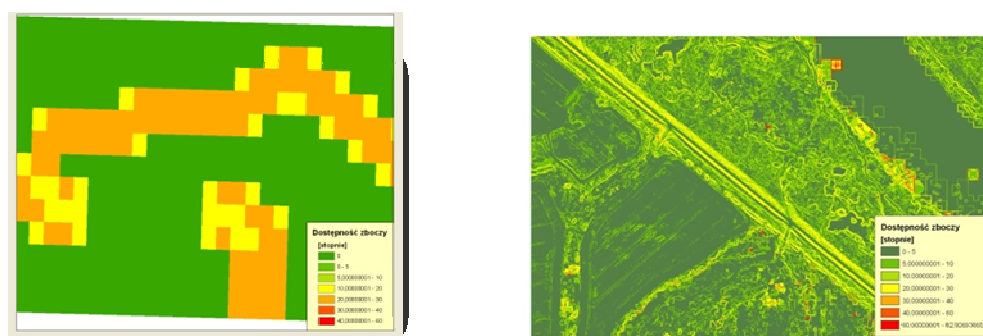 Dostępność zboczy
[stopnie]
0
0 - 5
5,00000001 - 10
10,00000001 - 20
20,00000001 - 30
30,00000001 - 40
40,00000001 - 60
Dostępność zboczy
[stopnie]
0 - 5
5,000000001 - 10
10,00000001 - 20
20,00000001 - 30
30,00000001 - 40
40,00000001 - 60